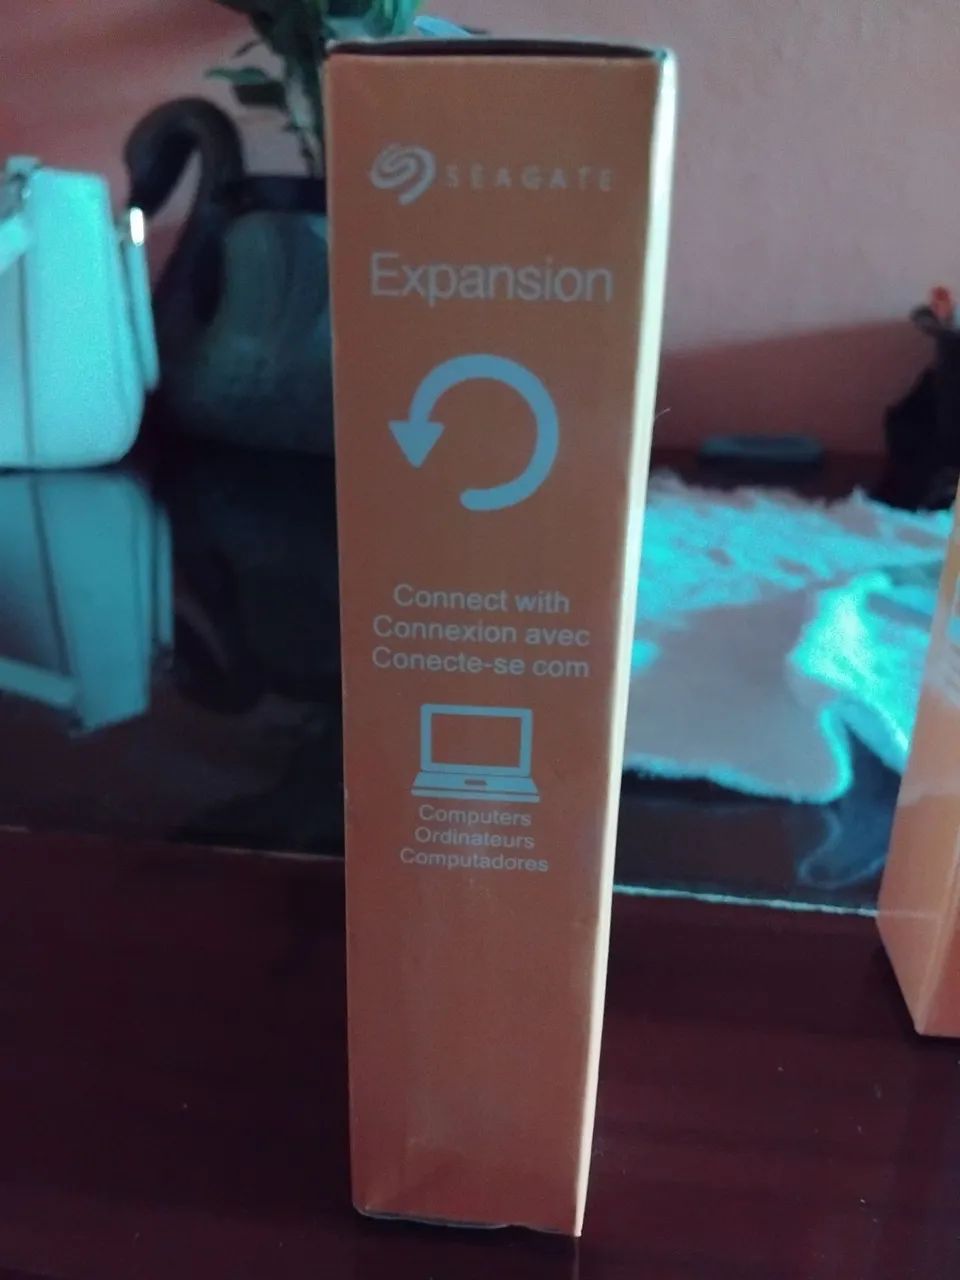 SEAGATE
Expansion
Connect with
Connexion avec
Conecte-se com
Computers
Ordinateurs
Computadores